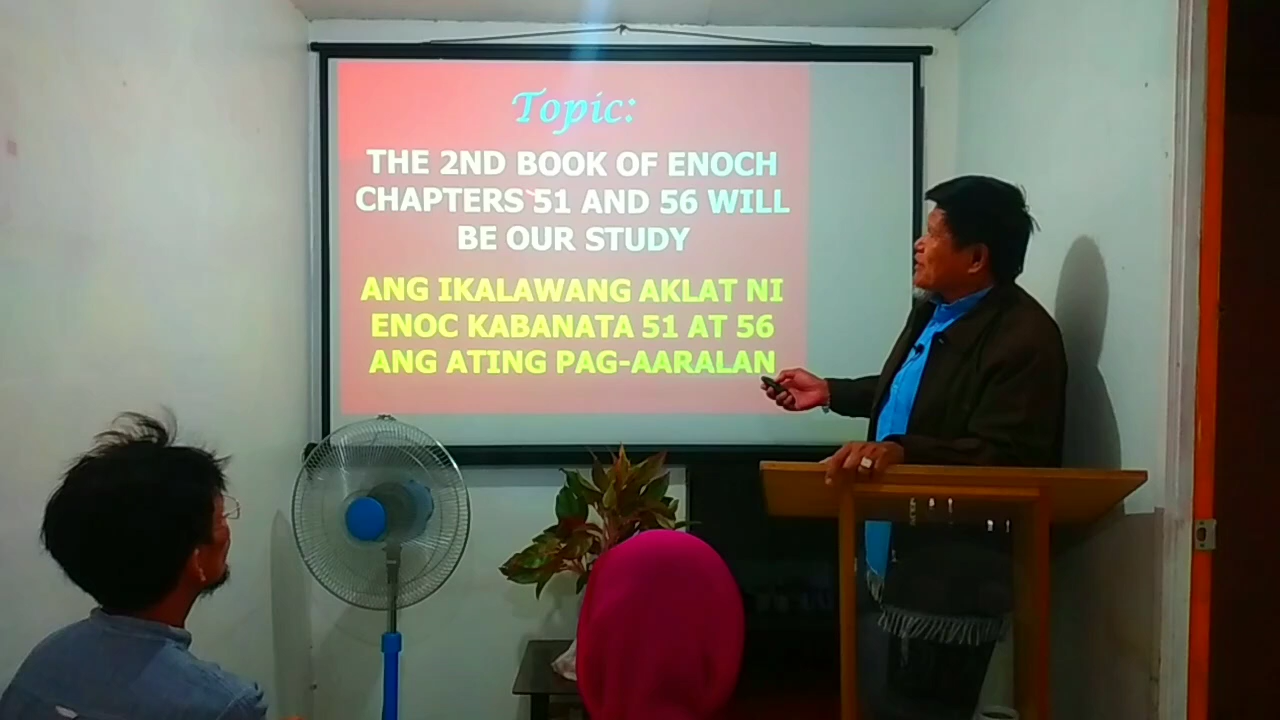 Topic:
THE 2ND BOOK OF ENOCH
CHAPTERS 51 AND 56 WILL
BE OUR STUDY
ANG IKALAWANG AKLAT NI
ENOC KABANATA 51 AT 56
ANG ATING PAG-AARALAN